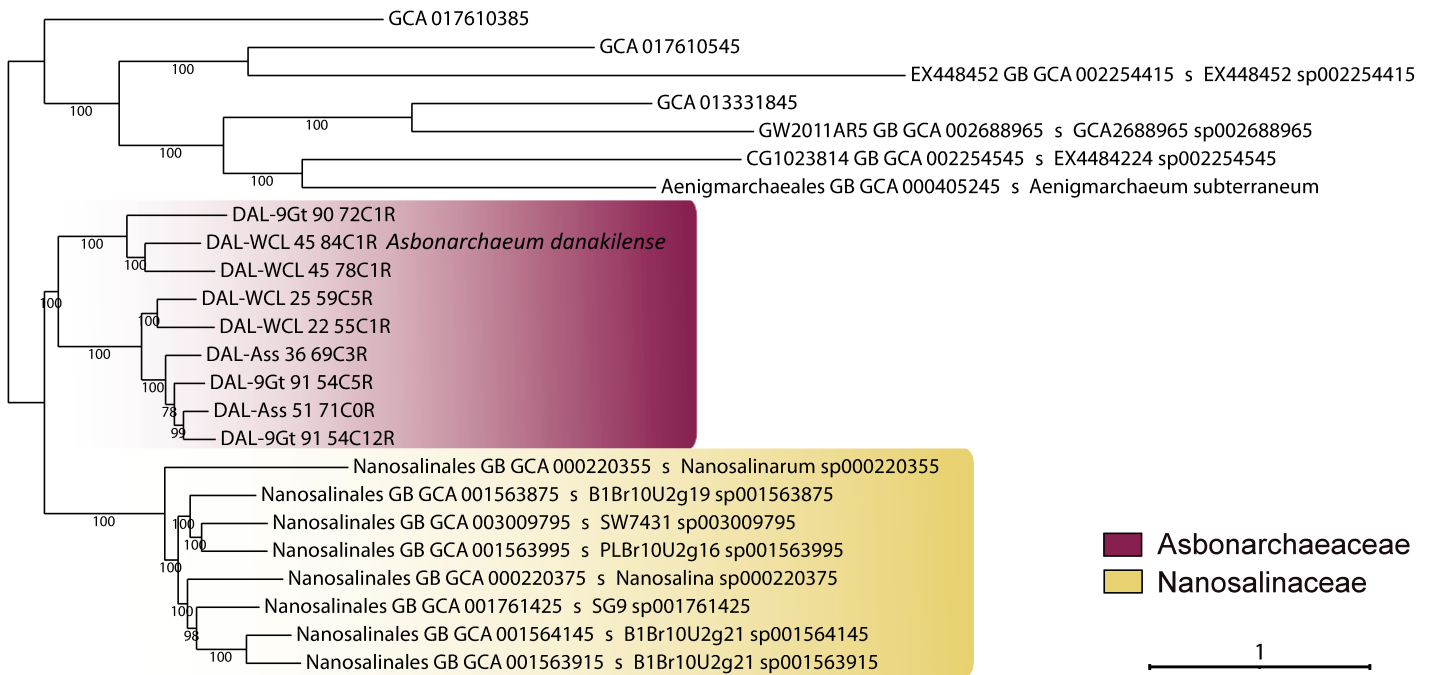 GCA 017610385
GCA 017610545
100
EX448452 GB GCA 002254415 s EX448452 sp002254415
100
GCA 013331845
100
GW2011AR5 GB GCA 002688965 s GCA2688965 sp002688965
100
CG1023814 GB GCA 002254545 s EX4484224 sp002254545
100
Aenigmarchaeales GB GCA 000405245 s Aenigmarchaeum subterraneum
DAL-9Gt 90 72C1R
100
DAL-WCL 45 84C1R Asbonarchaeum danakilense
100
DAL-WCL 45 78C1R
100
DAL-WCL 25 59C5R
100
DAL-WCL 22 55C1R
100
DAL-Ass 36 69C3R
100
DAL-9Gt 91 54C5R
78
DAL-Ass 51 71C0R
99
DAL-9Gt 91 54C12R
Nanosalinales GB GCA 000220355 s Nanosalinarum sp000220355
Nanosalinales GB GCA 001563875 s B1Br10U2g19 sp001563875
100
100
Nanosalinales GB GCA 003009795 s SW7431 sp003009795
100
Nanosalinales GB GCA 001563995 s PLBr10U2g16 sp001563995
100
Nanosalinales GB GCA 000220375 s Nanosalina sp000220375
100
Nanosalinales GB GCA 001761425 s SG9 sp001761425
98
Nanosalinales GB GCA 001564145 s B1Br10U2g21 sp001564145
100
Nanosalinales GB GCA 001563915 s B1Br10U2g21 sp001563915
Asbonarchaeaceae
Nanosalinaceae
1